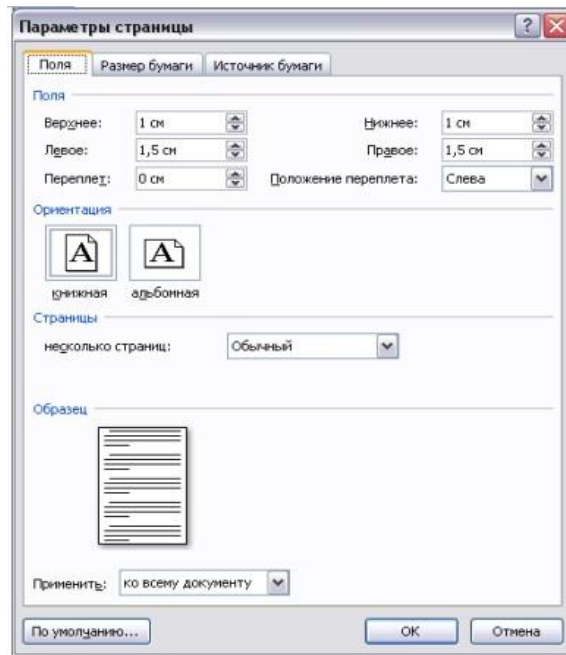 Параметры страницы
Поля Размер бумаги Источник бумаги
Поля
Верхнее: 1 см Нижнее: 1 см
Левое: 1,5 см Правое: 1,5 см
Переплет: 0 см Положение переплета: Слева
Ориентация
A A
книжная альбомная
Страницы
несколько страниц: Обычный
Образец
Применить: ко всему документу
По умолчанию... ОК Отмена